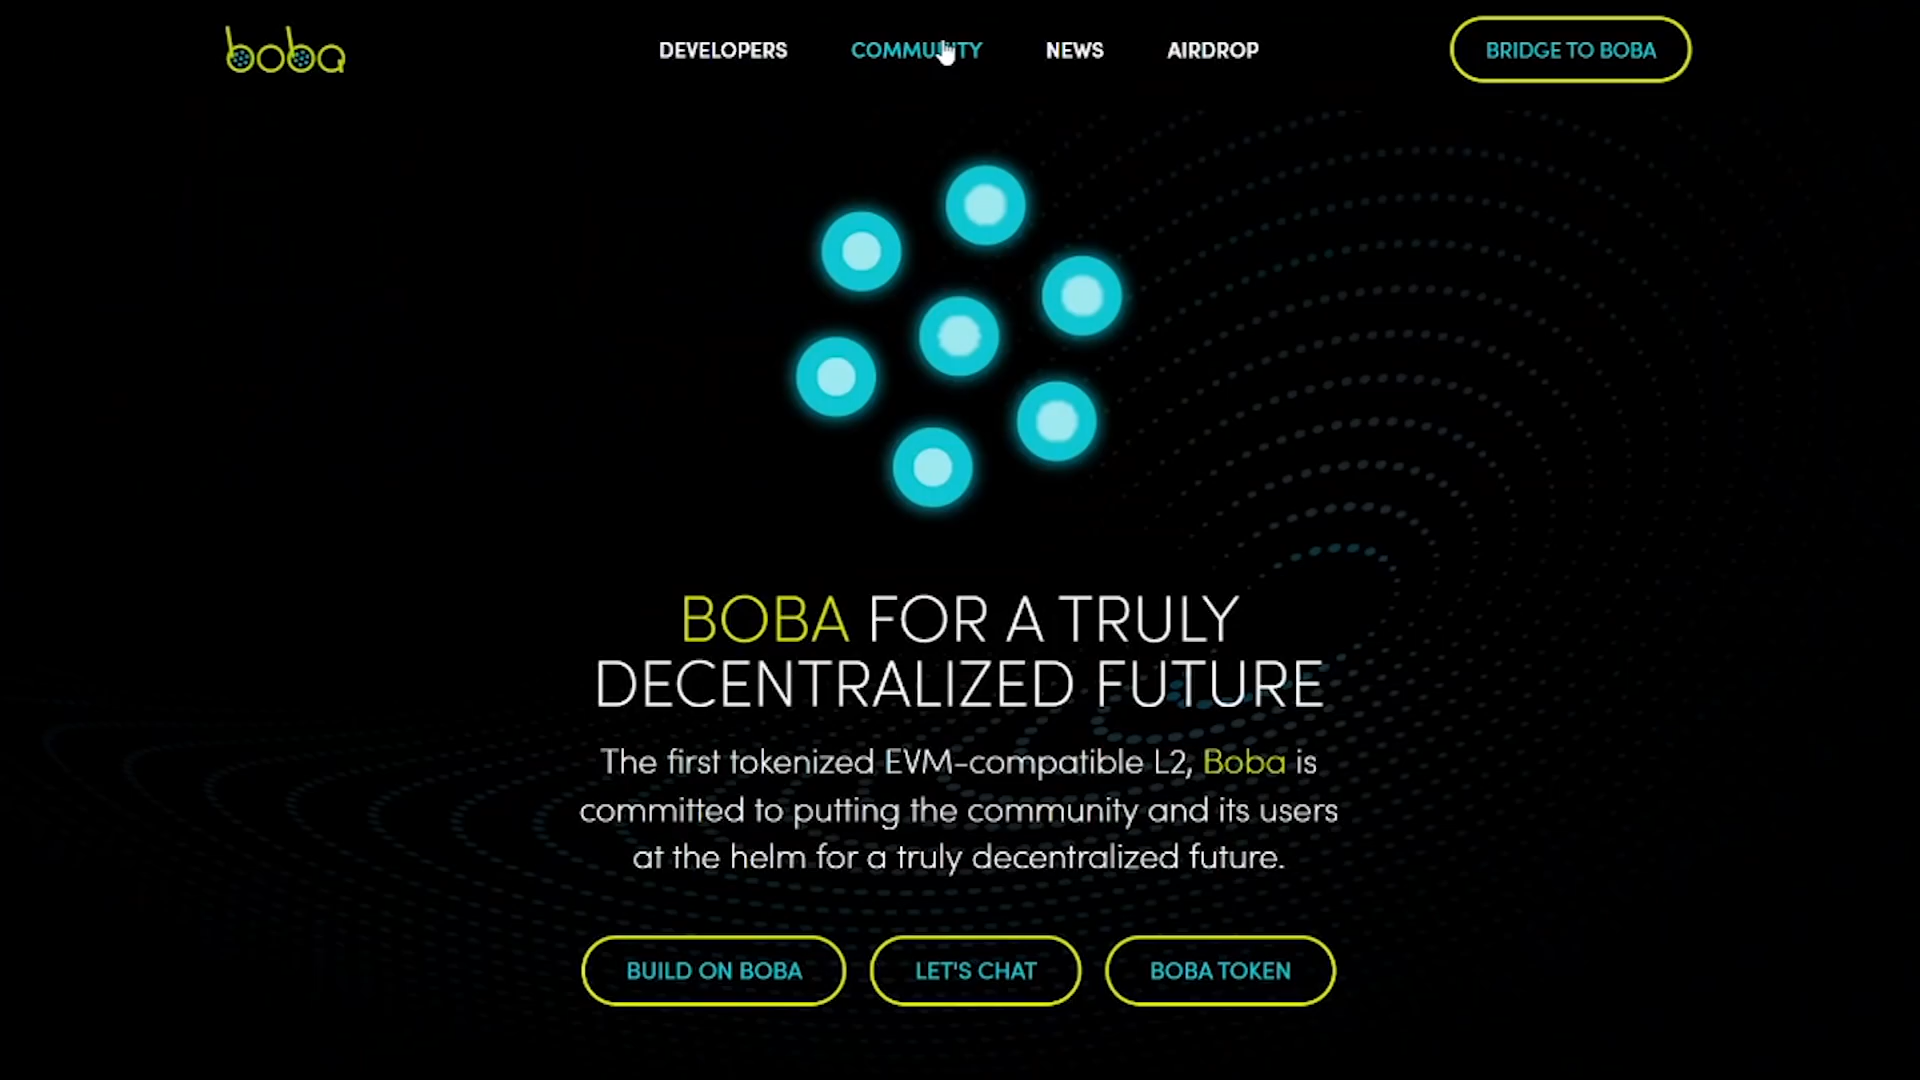 boba
DEVELOPERS
COMMUNITY
NEWS
AIRDROP
BRIDGE TO BOBA
BOBA FOR A TRULY
DECENTRALIZED FUTURE
The first tokenized EVM-compatible L2, Boba is
committed to putting the community and its users
at the helm for a truly decentralized future.
BUILD ON BOBA
LET'S CHAT
BOBA TOKEN